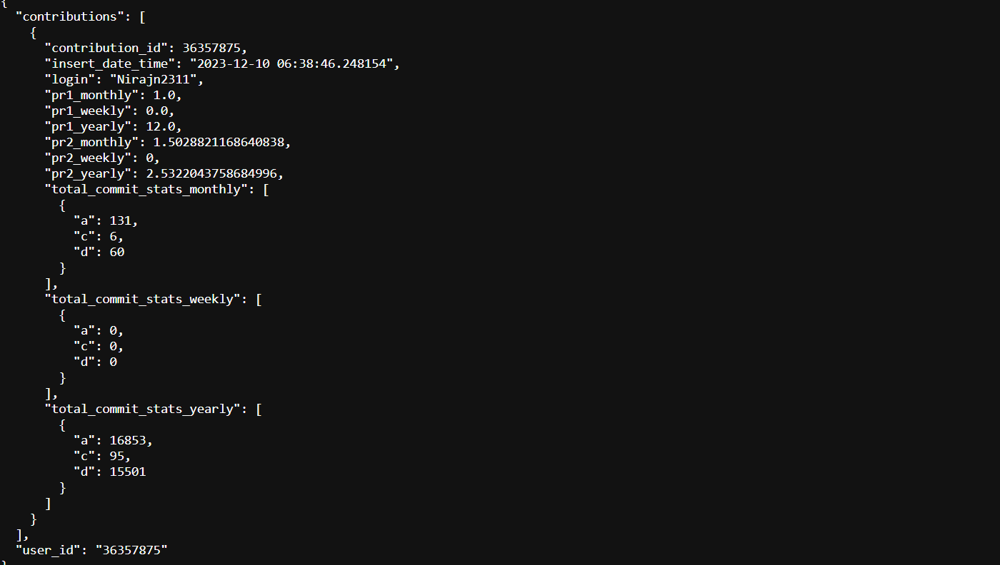 {
  "contributions": [
    {
      "contribution_id": 36357875,
      "insert_date_time": "2023-12-10 06:38:46.248154",
      "login": "Nirajn2311",
      "pr1_monthly": 1.0,
      "pr1_weekly": 0.0,
      "pr1_yearly": 12.0,
      "pr2_monthly": 1.5028821168640838,
      "pr2_weekly": 0,
      "pr2_yearly": 2.5322043758684996,
      "total_commit_stats_monthly": [
        {
          "a": 131,
          "c": 6,
          "d": 60
        }
      ],
      "total_commit_stats_weekly": [
        {
          "a": 0,
          "c": 0,
          "d": 0
        }
      ],
      "total_commit_stats_yearly": [
        {
          "a": 16853,
          "c": 95,
          "d": 15501
        }
      ]
    }
  ],
  "user_id": "36357875"
}